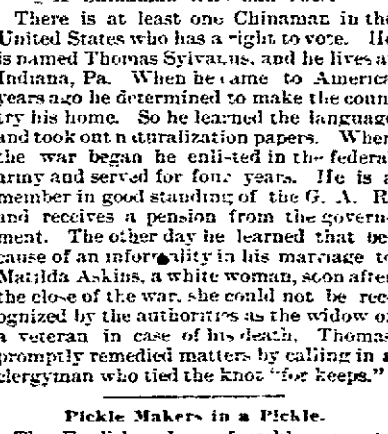 There is at least one Chinaman in the
United States who has a right to vote. He
is named Thomas Sylvanus, and he lives a
Indiana, Pa. When he came to America
years ago he determined to make the coun
try his home. So he learned the language
and took out naturalization papers. When
the war began he enlisted in the federa
army and served for four years. He is a
member in good standing of the G. A. R.
and receives a pension from the govern-
ment. The other day he learned that be-
cause of an informality in his marriage to
Matilda Askins, a white woman, soon after
the close of the war, she could not be rec-
ognized by the authorities as the widow of
a veteran in case of his death. Thomas
promptly remedied matters by calling in a
clergyman who tied the knot "for keeps."
Pickle Makers in a Pickle.